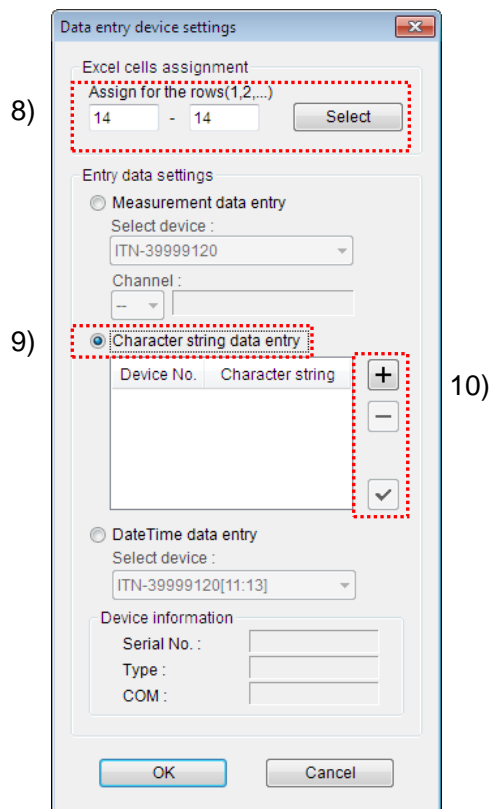 Data entry device settings
Excel cells assignment
8)
Assign for the rows(1,2,...)
14 - 14 Select
Entry data settings
Measurement data entry
Select device :
ITN-39999120
Channel :
--
9)
Character string data entry
Device No. Character string
+
10)
−
DateTime data entry
Select device :
ITN-39999120[11:13]
Device information
Serial No. :
Type :
COM :
OK Cancel